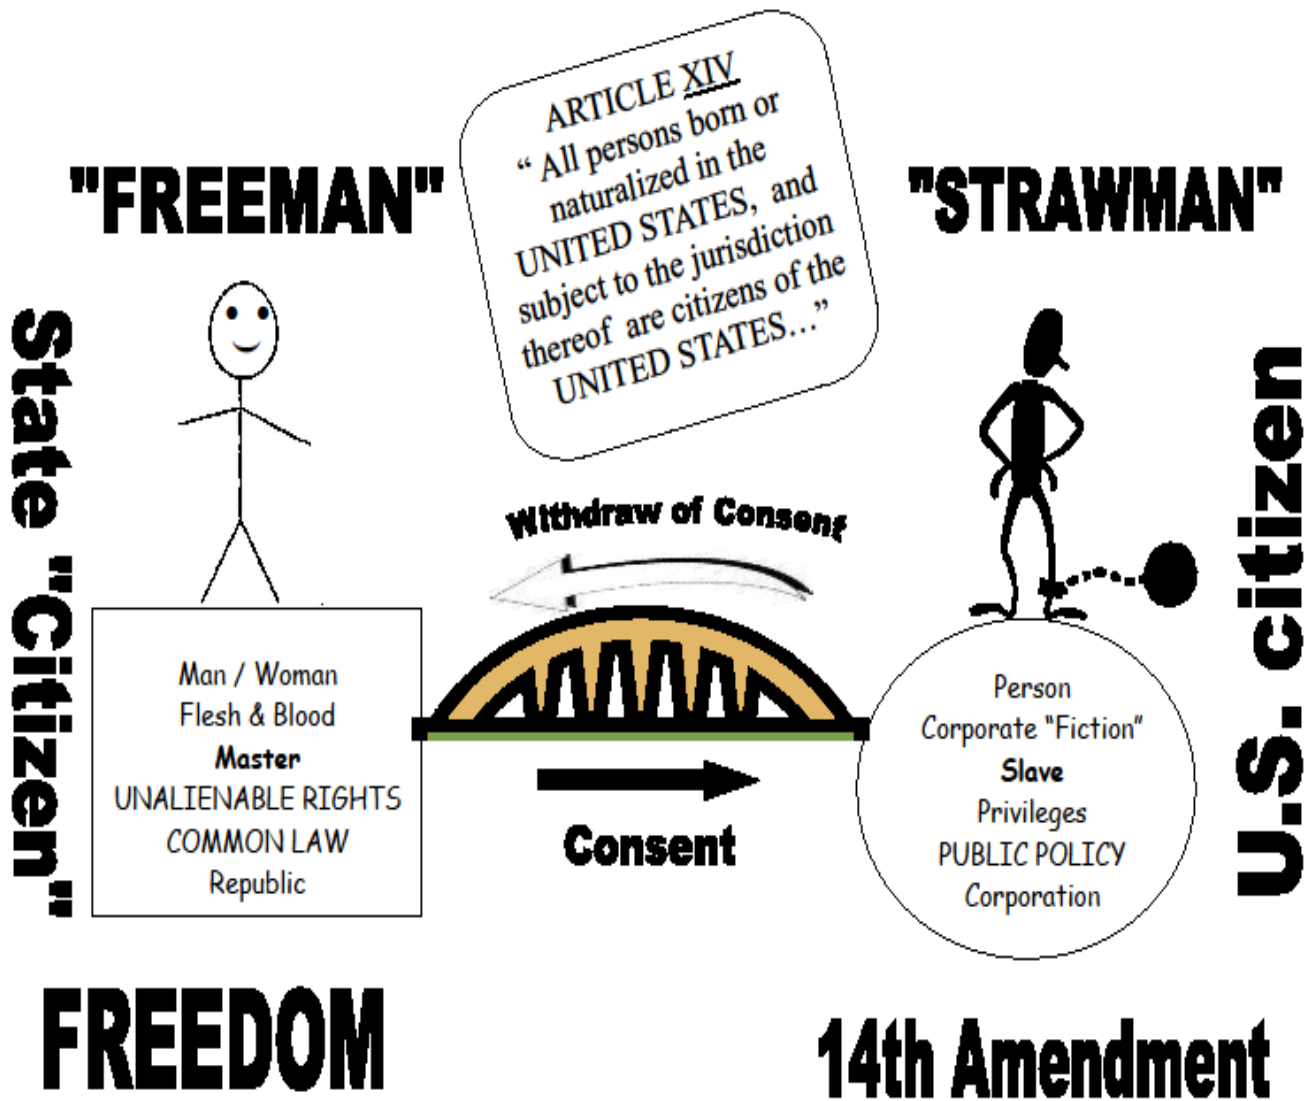 ARTICLE XIV
“ All persons born or
naturalized in the
UNITED STATES, and
subject to the jurisdiction
thereof are citizens of the
UNITED STATES...”
"FREEMAN"
"STRAWMAN"
State "Citizen"
U.S. citizen
Withdraw of Consent
Consent
Man / Woman
Flesh & Blood
Master
UNALIENABLE RIGHTS
COMMON LAW
Republic
Person
Corporate “Fiction”
Slave
Privileges
PUBLIC POLICY
Corporation
FREEDOM
14th Amendment